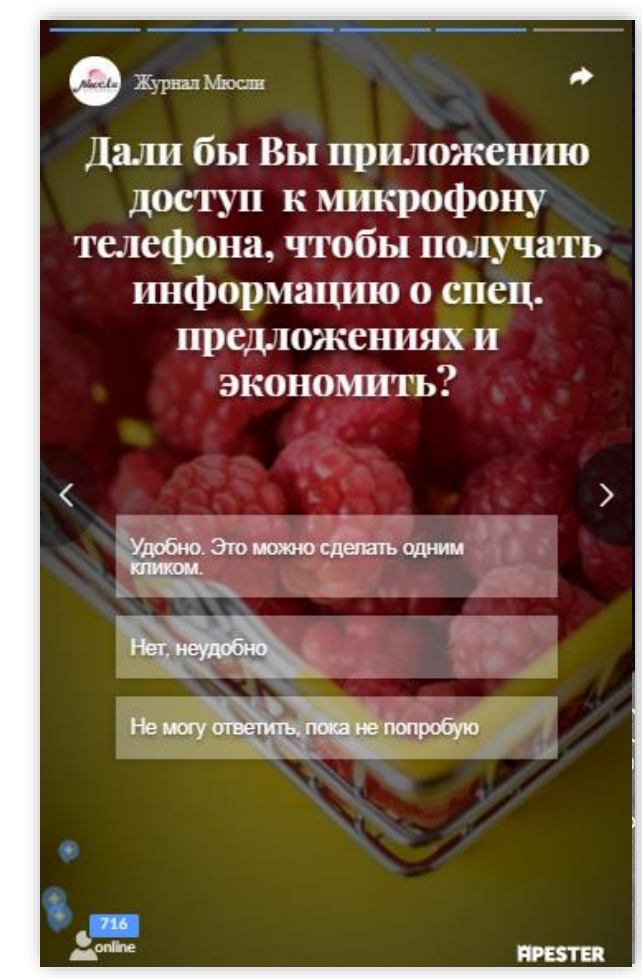 Мюсли
Журнал Мюсли
Дали бы Вы приложению
доступ к микрофону
телефона, чтобы получать
информацию о спец.
предложениях и
экономить?
Удобно. Это можно сделать одним
кликом.
Нет, неудобно
Не могу ответить, пока не попробую
716
online
APESTER